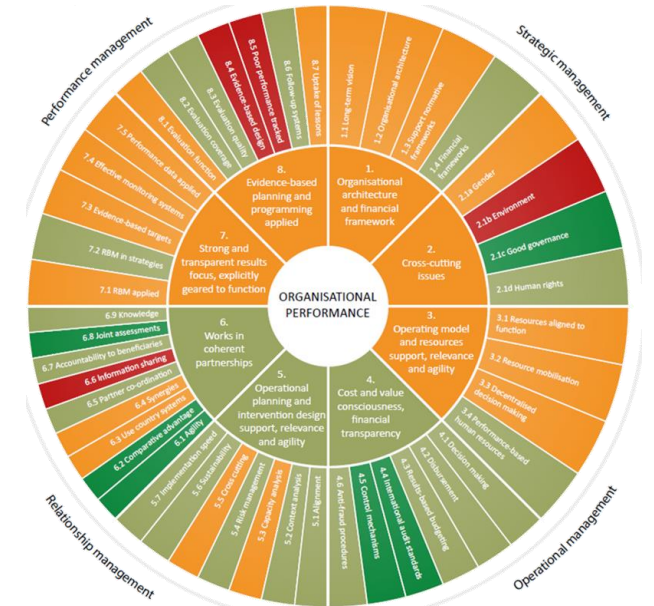 Performance management
Strategic management
Operational management
Relationship management
ORGANISATIONAL
PERFORMANCE
1.
Organisational
architecture
and financial
framework
1.1 Long-term vision
1.2 Organisational architecture
1.3 Support normative
frameworks
1.4 Financial
frameworks
2.
Cross-cutting
issues
2.1a Gender
2.1b Environment
2.1c Good governance
2.1d Human rights
3.
Operating model
and resources
support, relevance
and agility
3.1 Resources aligned to
function
3.2 Resource mobilisation
3.3 Decentralised
decision making
3.4 Performance-based
human resources
4.
Cost and value
consciousness,
financial
transparency
4.1 Decision making
4.2 Disbursement
4.3 Results-based budgeting
4.4 International audit standards
4.5 Control mechanisms
4.6 Anti-fraud procedures
5.
Operational
planning and
intervention design
support, relevance
and agility
5.1 Alignment
5.2 Context analysis
5.3 Capacity analysis
5.4 Risk management
5.5 Cross cutting
5.6 Sustainability
5.7 Implementation speed
6.
Works in
coherent
partnerships
6.1 Agility
6.2 Comparative advantage
6.3 Use country systems
6.4 Synergies
6.5 Partner co-ordination
6.6 Information sharing
6.7 Accountability to beneficiaries
6.8 Joint assessments
6.9 Knowledge
7.
Strong and
transparent results
focus, explicitly
geared to function
7.1 RBM applied
7.2 RBM in strategies
7.3 Evidence-based targets
7.4 Effective monitoring systems
7.5 Performance data applied
8.
Evidence-based
planning and
programming
applied
8.1 Evaluation function
8.2 Evaluation coverage
8.3 Evaluation quality
8.4 Evidence-based design
8.5 Poor performance tracked
8.6 Follow-up systems
8.7 Uptake of lessons